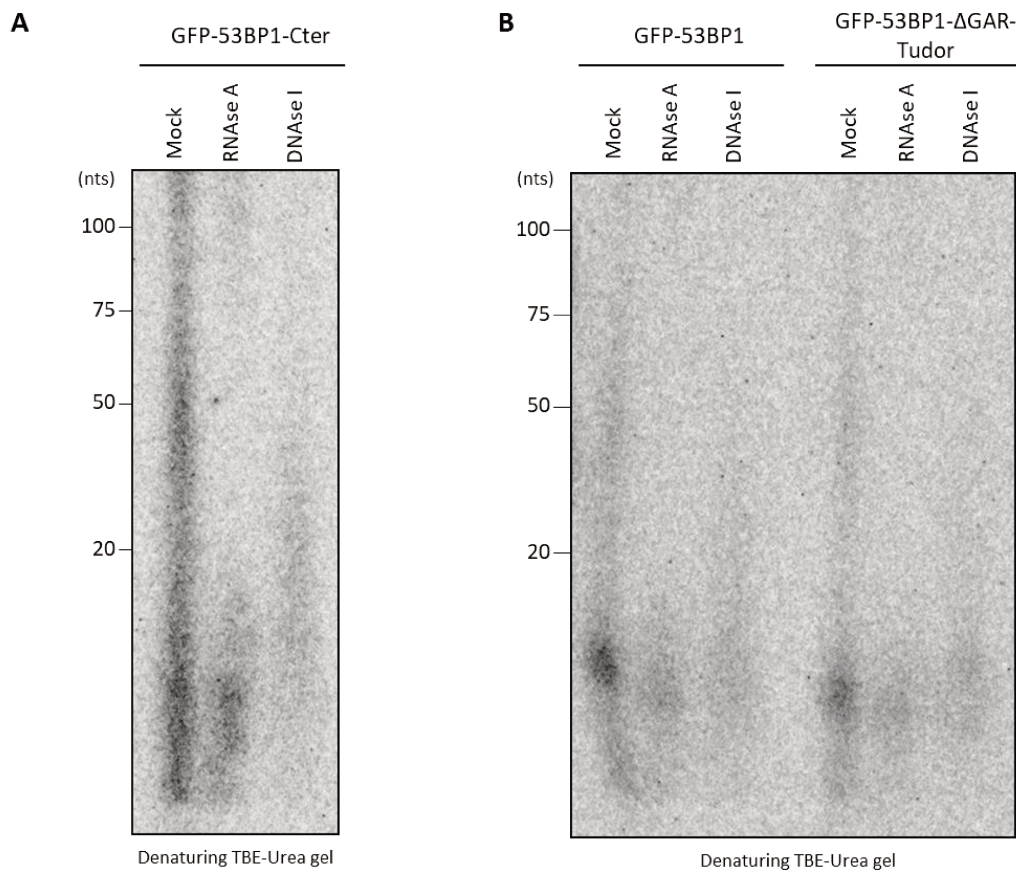 A
GFP-53BP1-Cter
Mock
RNAse A
DNAse I
(nts)
100
75
50
20
Denaturing TBE-Urea gel
B
GFP-53BP1
GFP-53BP1-ΔGAR-
Tudor
Mock
RNAse A
DNAse I
Mock
RNAse A
DNAse I
(nts)
100
75
50
20
Denaturing TBE-Urea gel